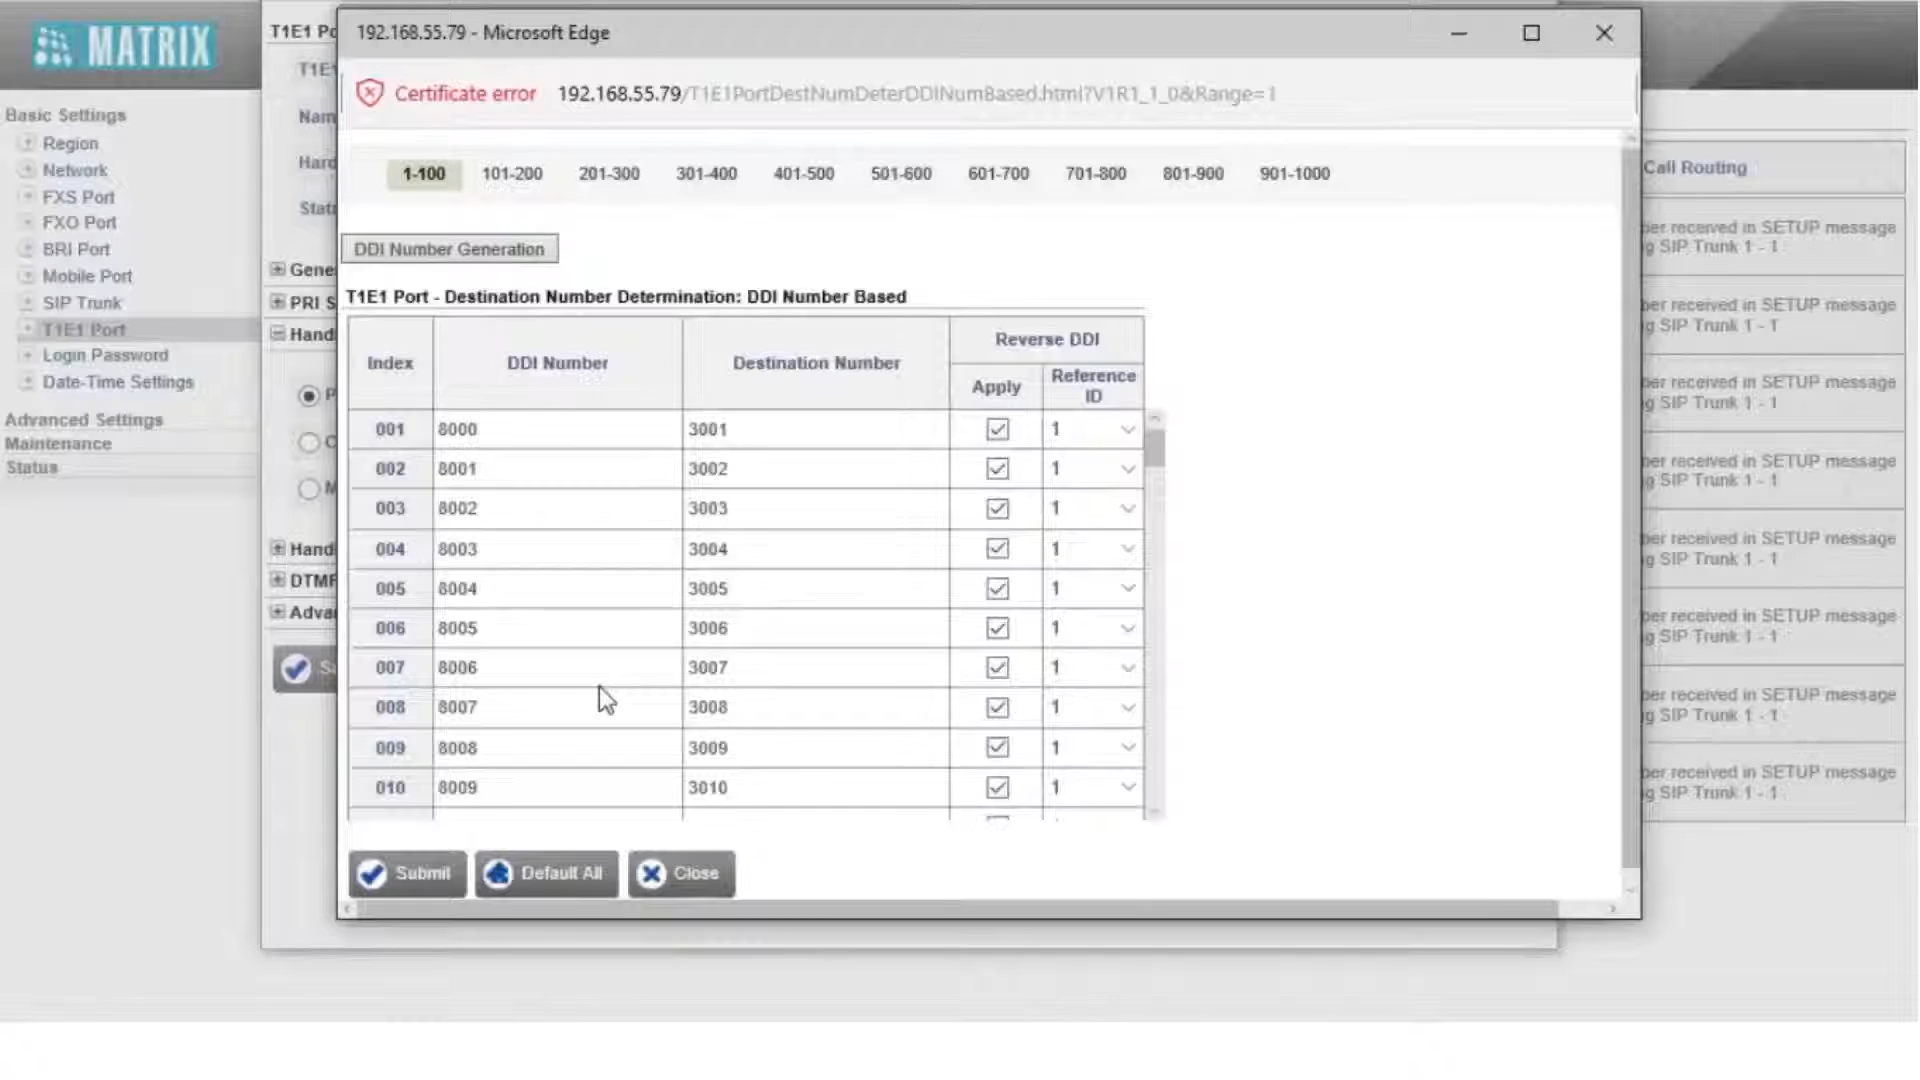 MATRIX
Basic Settings
Region
Network
FXS Port
FXO Port
BRI Port
Mobile Port
SIP Trunk
T1E1 Port
Login Password
Date-Time Settings
Advanced Settings
Maintenance
Status
T1E1 Po
T1E1
Nam
Hard
Statu
Gene
PRI S
Handl
P
C
M
Handl
DTMF
Advan
Su
192.168.55.79 - Microsoft Edge
Certificate error 192.168.55.79/T1E1PortDestNumDeterDDINumBased.html?V1R1_1_0&Range=1
1-100 101-200 201-300 301-400 401-500 501-600 601-700 701-800 801-900 901-1000
DDI Number Generation
T1E1 Port - Destination Number Determination: DDI Number Based
Index DDI Number Destination Number Reverse DDI
Apply Reference ID
001 8000 3001 1
002 8001 3002 1
003 8002 3003 1
004 8003 3004 1
005 8004 3005 1
006 8005 3006 1
007 8006 3007 1
008 8007 3008 1
009 8008 3009 1
010 8009 3010 1
Submit Default All Close
Call Routing
ber received in SETUP message
g SIP Trunk 1 - 1
ber received in SETUP message
g SIP Trunk 1 - 1
ber received in SETUP message
g SIP Trunk 1 - 1
ber received in SETUP message
g SIP Trunk 1 - 1
ber received in SETUP message
g SIP Trunk 1 - 1
ber received in SETUP message
g SIP Trunk 1 - 1
ber received in SETUP message
g SIP Trunk 1 - 1
ber received in SETUP message
g SIP Trunk 1 - 1